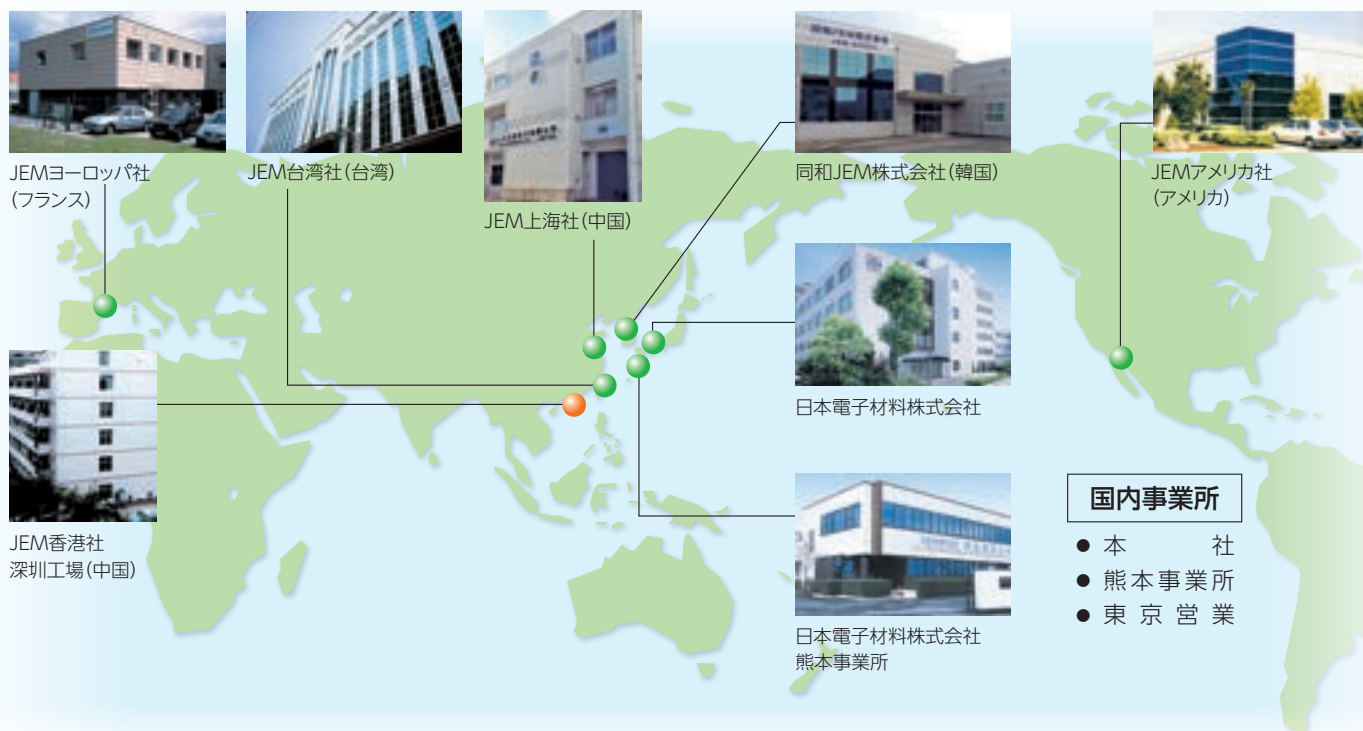 JEMヨーロッパ社
(フランス)
JEM台湾社(台湾)
JEM上海社(中国)
同和JEM株式会社(韓国)
JEMアメリカ社
(アメリカ)
日本電子材料株式会社
JEM香港社
深圳工場(中国)
日本電子材料株式会社
熊本事業所
国内事業所
● 本社
● 熊本事業所
● 東京営業